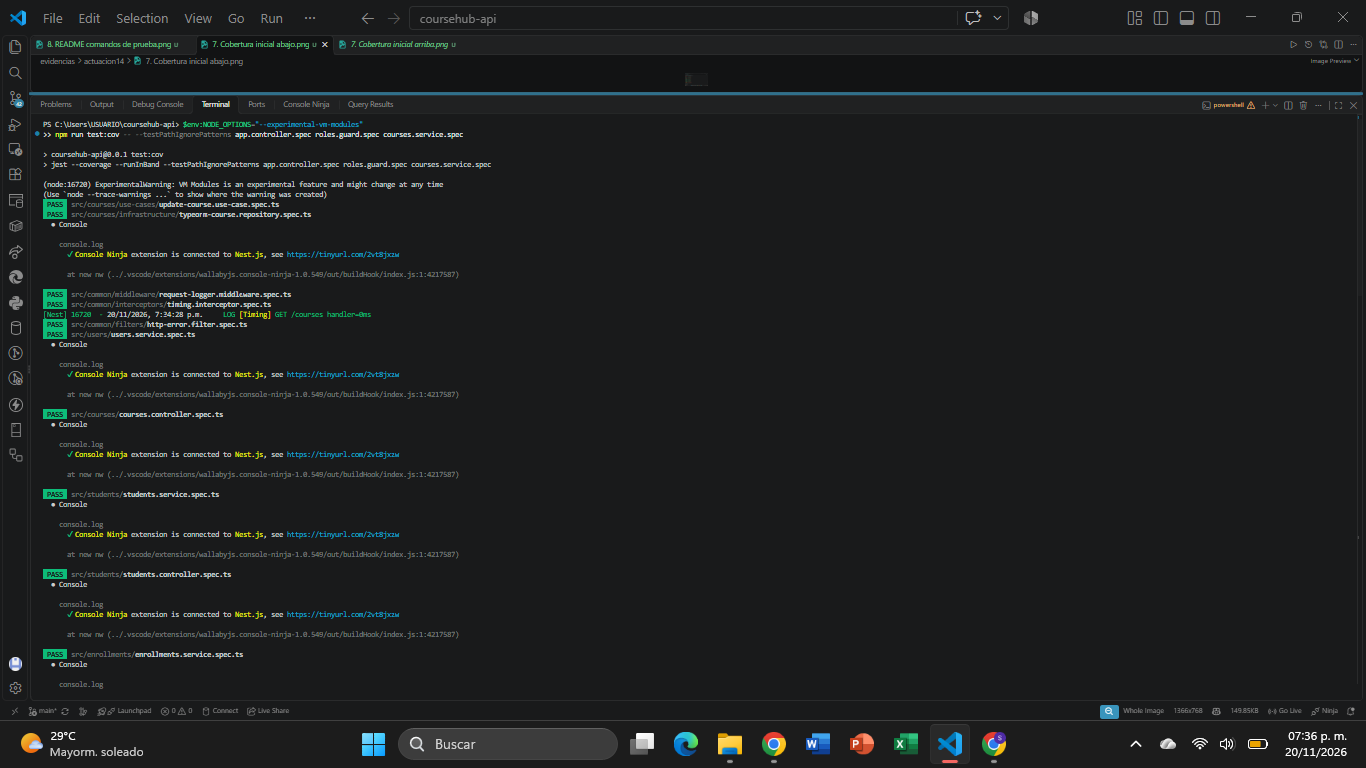 File Edit Selection View Go Run ··· coursehub-api
8. README comandos de prueba.png U 7. Cobertura inicial abajo.png U 7. Cobertura inicial arriba.png U
evidencias > actuacion14 > 7. Cobertura inicial abajo.png Image Preview
Problems Output Debug Console Terminal Ports Console Ninja Query Results powershell
PS C:\Users\USUARIO\coursehub-api> $env:NODE_OPTIONS="--experimental-vm-modules"
>> npm run test:cov -- --testPathIgnorePatterns app.controller.spec roles.guard.spec courses.service.spec
> coursehub-api@0.0.1 test:cov
> jest --coverage --runInBand --testPathIgnorePatterns app.controller.spec roles.guard.spec courses.service.spec
(node:16720) ExperimentalWarning: VM Modules is an experimental feature and might change at any time
(Use `node --trace-warnings ...` to show where the warning was created)
PASS src/courses/use-cases/update-course.use-case.spec.ts
PASS src/courses/infrastructure/typeorm-course.repository.spec.ts
● Console
console.log
✓ Console Ninja extension is connected to Nest.js, see https://tinyurl.com/2vt8jxzw
at now nw (../.vscode/extensions/wallabyjs.console-ninja-1.0.549/out/buildHook/index.js:1:4217587)
PASS src/common/middleware/request-logger.middleware.spec.ts
PASS src/common/interceptors/timing.interceptor.spec.ts
[Nest] 16720 - 20/11/2026, 7:34:28 p.m. LOG [Timing] GET /courses handler=0ms
PASS src/common/filters/http-error.filter.spec.ts
PASS src/users/users.service.spec.ts
● Console
console.log
✓ Console Ninja extension is connected to Nest.js, see https://tinyurl.com/2vt8jxzw
at now nw (../.vscode/extensions/wallabyjs.console-ninja-1.0.549/out/buildHook/index.js:1:4217587)
PASS src/courses/courses.controller.spec.ts
● Console
console.log
✓ Console Ninja extension is connected to Nest.js, see https://tinyurl.com/2vt8jxzw
at now nw (../.vscode/extensions/wallabyjs.console-ninja-1.0.549/out/buildHook/index.js:1:4217587)
PASS src/students/students.service.spec.ts
● Console
console.log
✓ Console Ninja extension is connected to Nest.js, see https://tinyurl.com/2vt8jxzw
at now nw (../.vscode/extensions/wallabyjs.console-ninja-1.0.549/out/buildHook/index.js:1:4217587)
PASS src/students/students.controller.spec.ts
● Console
console.log
✓ Console Ninja extension is connected to Nest.js, see https://tinyurl.com/2vt8jxzw
at now nw (../.vscode/extensions/wallabyjs.console-ninja-1.0.549/out/buildHook/index.js:1:4217587)
PASS src/enrollments/enrollments.service.spec.ts
● Console
console.log
main* Launchpad 0 0 Connect Live Share Whole Image 1366x768 149.85KB Go Live Ninja
29°C
Mayorm. soleado
Buscar
07:36 p. m.
20/11/2026